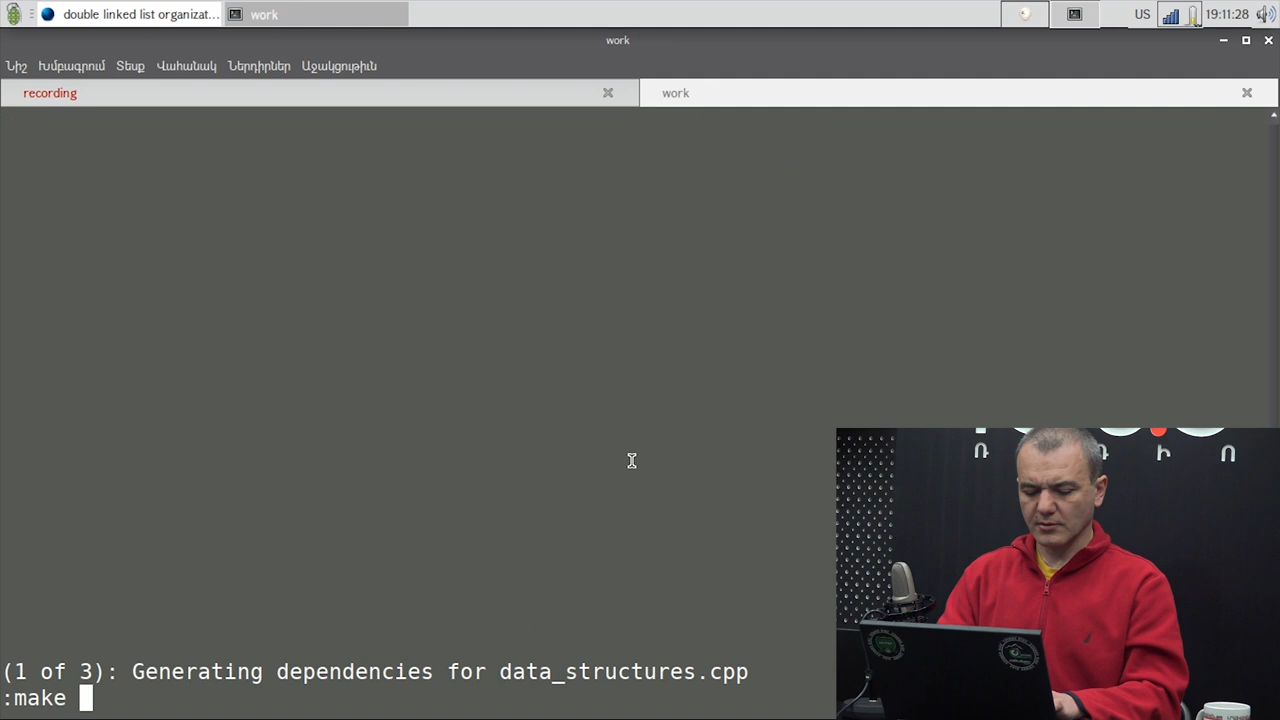 double linked list organizat...
work
US
19:11:28
work
Նիշ Խմբագրում Տեսք Վահանակ Ներդիրներ Աջակցութիւն
recording
work
Ռ Ի Ո
(1 of 3): Generating dependencies for data_structures.cpp
:make